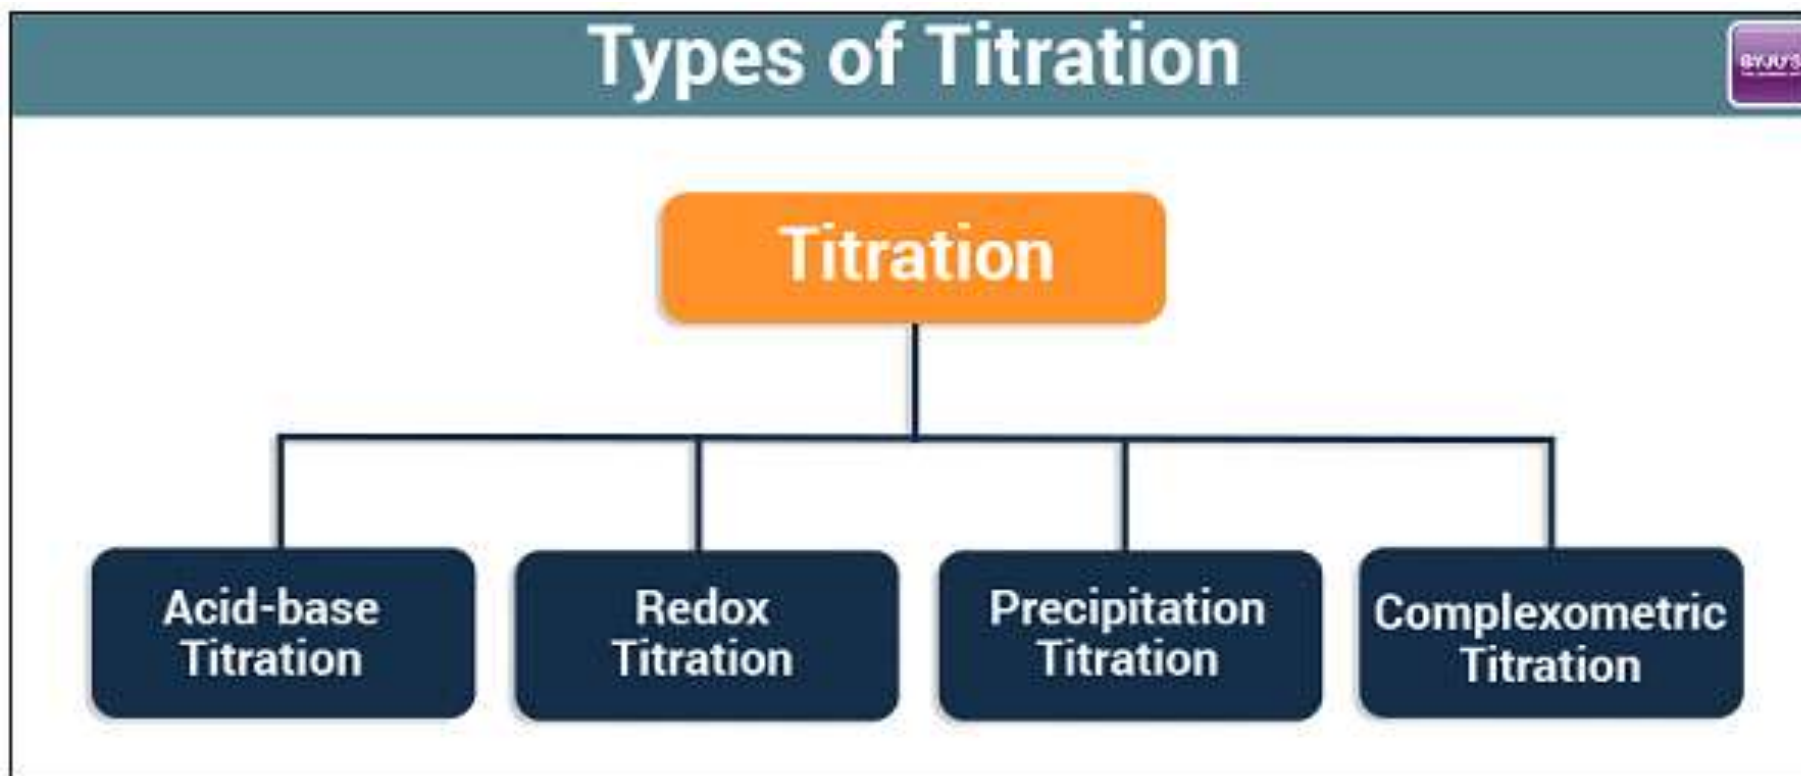 Types of Titration
BYJU'S
Titration
Acid-base
Titration
Redox
Titration
Precipitation
Titration
Complexometric
Titration